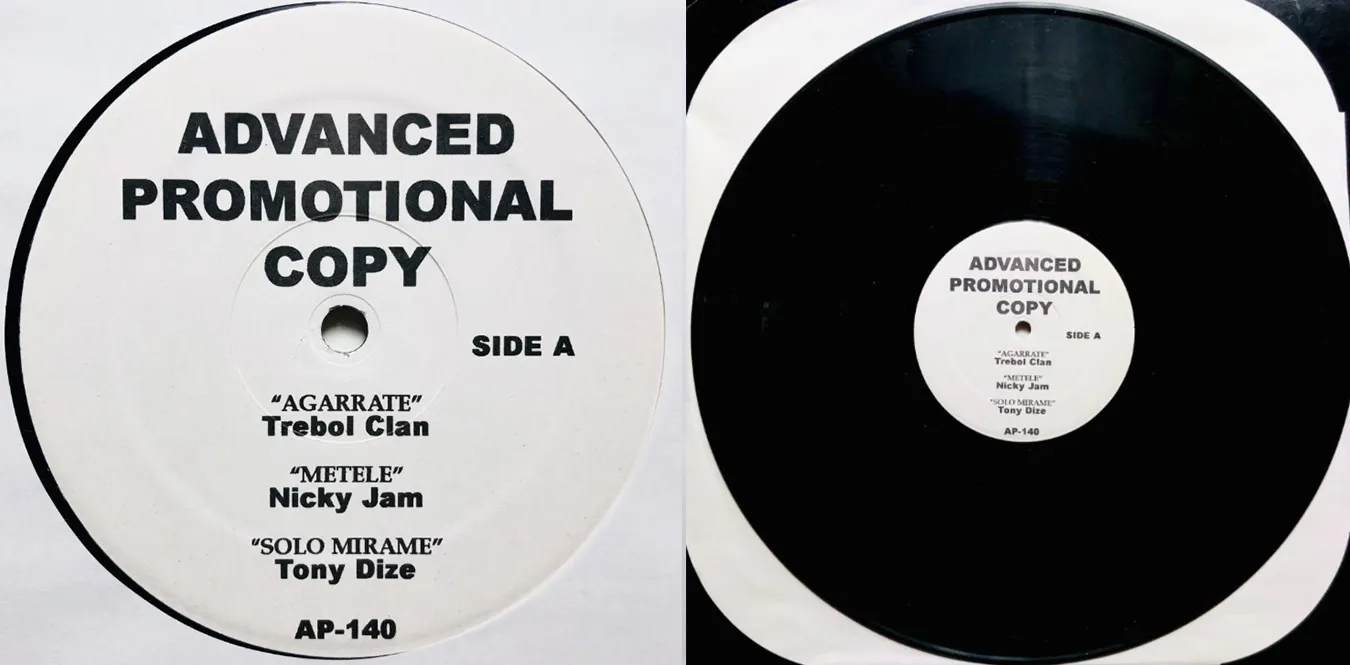 ADVANCED
PROMOTIONAL
COPY
SIDE A
“AGARRATE”
Trebol Clan
“METELE”
Nicky Jam
“SOLO MIRAME”
Tony Dize
AP-140
ADVANCED
PROMOTIONAL
COPY
SIDE A
“AGARRATE”
Trebol Clan
“METELE”
Nicky Jam
“SOLO MIRAME”
Tony Dize
AP-140